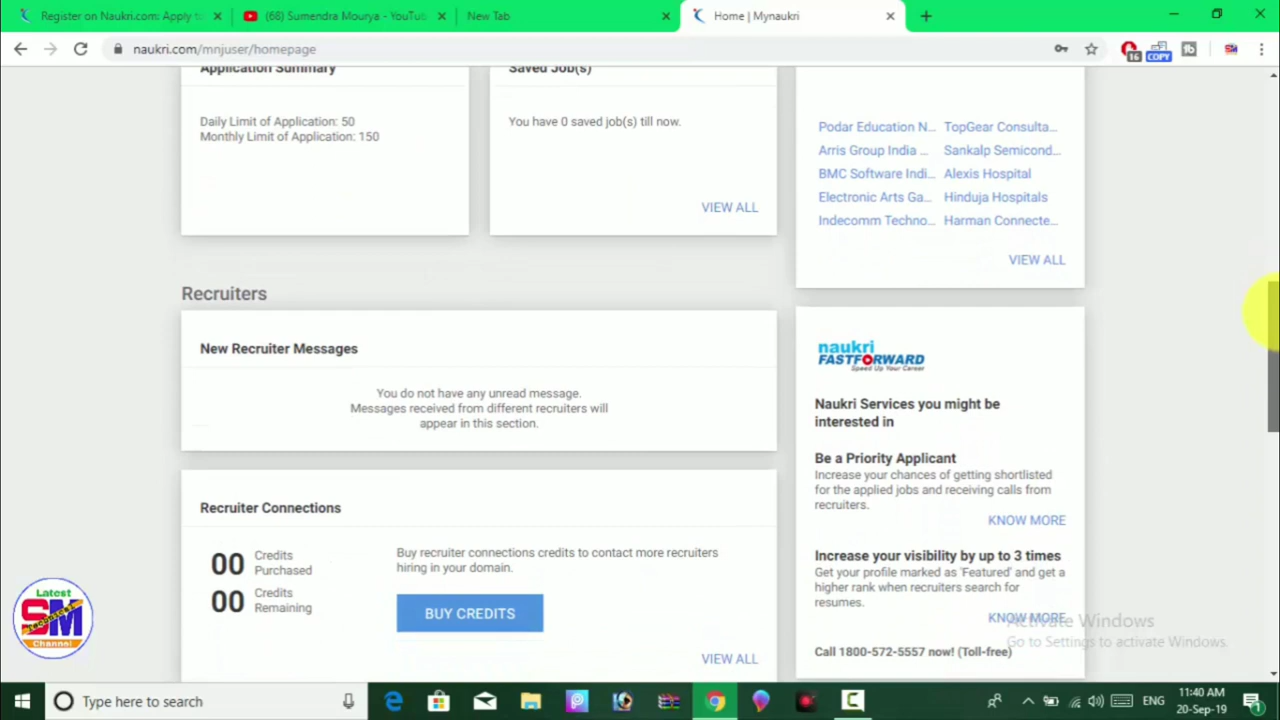 Register on Naukri.com: Apply to
(68) Sumendra Mourya - YouTu
New Tab
Home | Mynaukri
naukri.com/mnjuser/homepage
16
COPY
Application Summary
Daily Limit of Application: 50
Monthly Limit of Application: 150
Saved Job(s)
You have 0 saved job(s) till now.
VIEW ALL
Podar Education N... TopGear Consulta...
Arris Group India ... Sankalp Semicond...
BMC Software Indi... Alexis Hospital
Electronic Arts Ga... Hinduja Hospitals
Indecomm Techno... Harman Connecte...
VIEW ALL
Recruiters
New Recruiter Messages
You do not have any unread message.
Messages received from different recruiters will
appear in this section.
Recruiter Connections
00 Credits
Purchased
00 Credits
Remaining
Buy recruiter connections credits to contact more recruiters
hiring in your domain.
BUY CREDITS
VIEW ALL
naukri
FASTFORWARD
Speed Up Your Career
Naukri Services you might be
interested in
Be a Priority Applicant
Increase your chances of getting shortlisted
for the applied jobs and receiving calls from
recruiters.
KNOW MORE
Increase your visibility by up to 3 times
Get your profile marked as 'Featured' and get a
higher rank when recruiters search for
resumes.
KNOW MORE
Call 1800-572-5557 now! (Toll-free)
Activate Windows
Go to Settings to activate Windows.
Latest
SM
Channel
Type here to search
ENG
11:40 AM
20-Sep-19
1